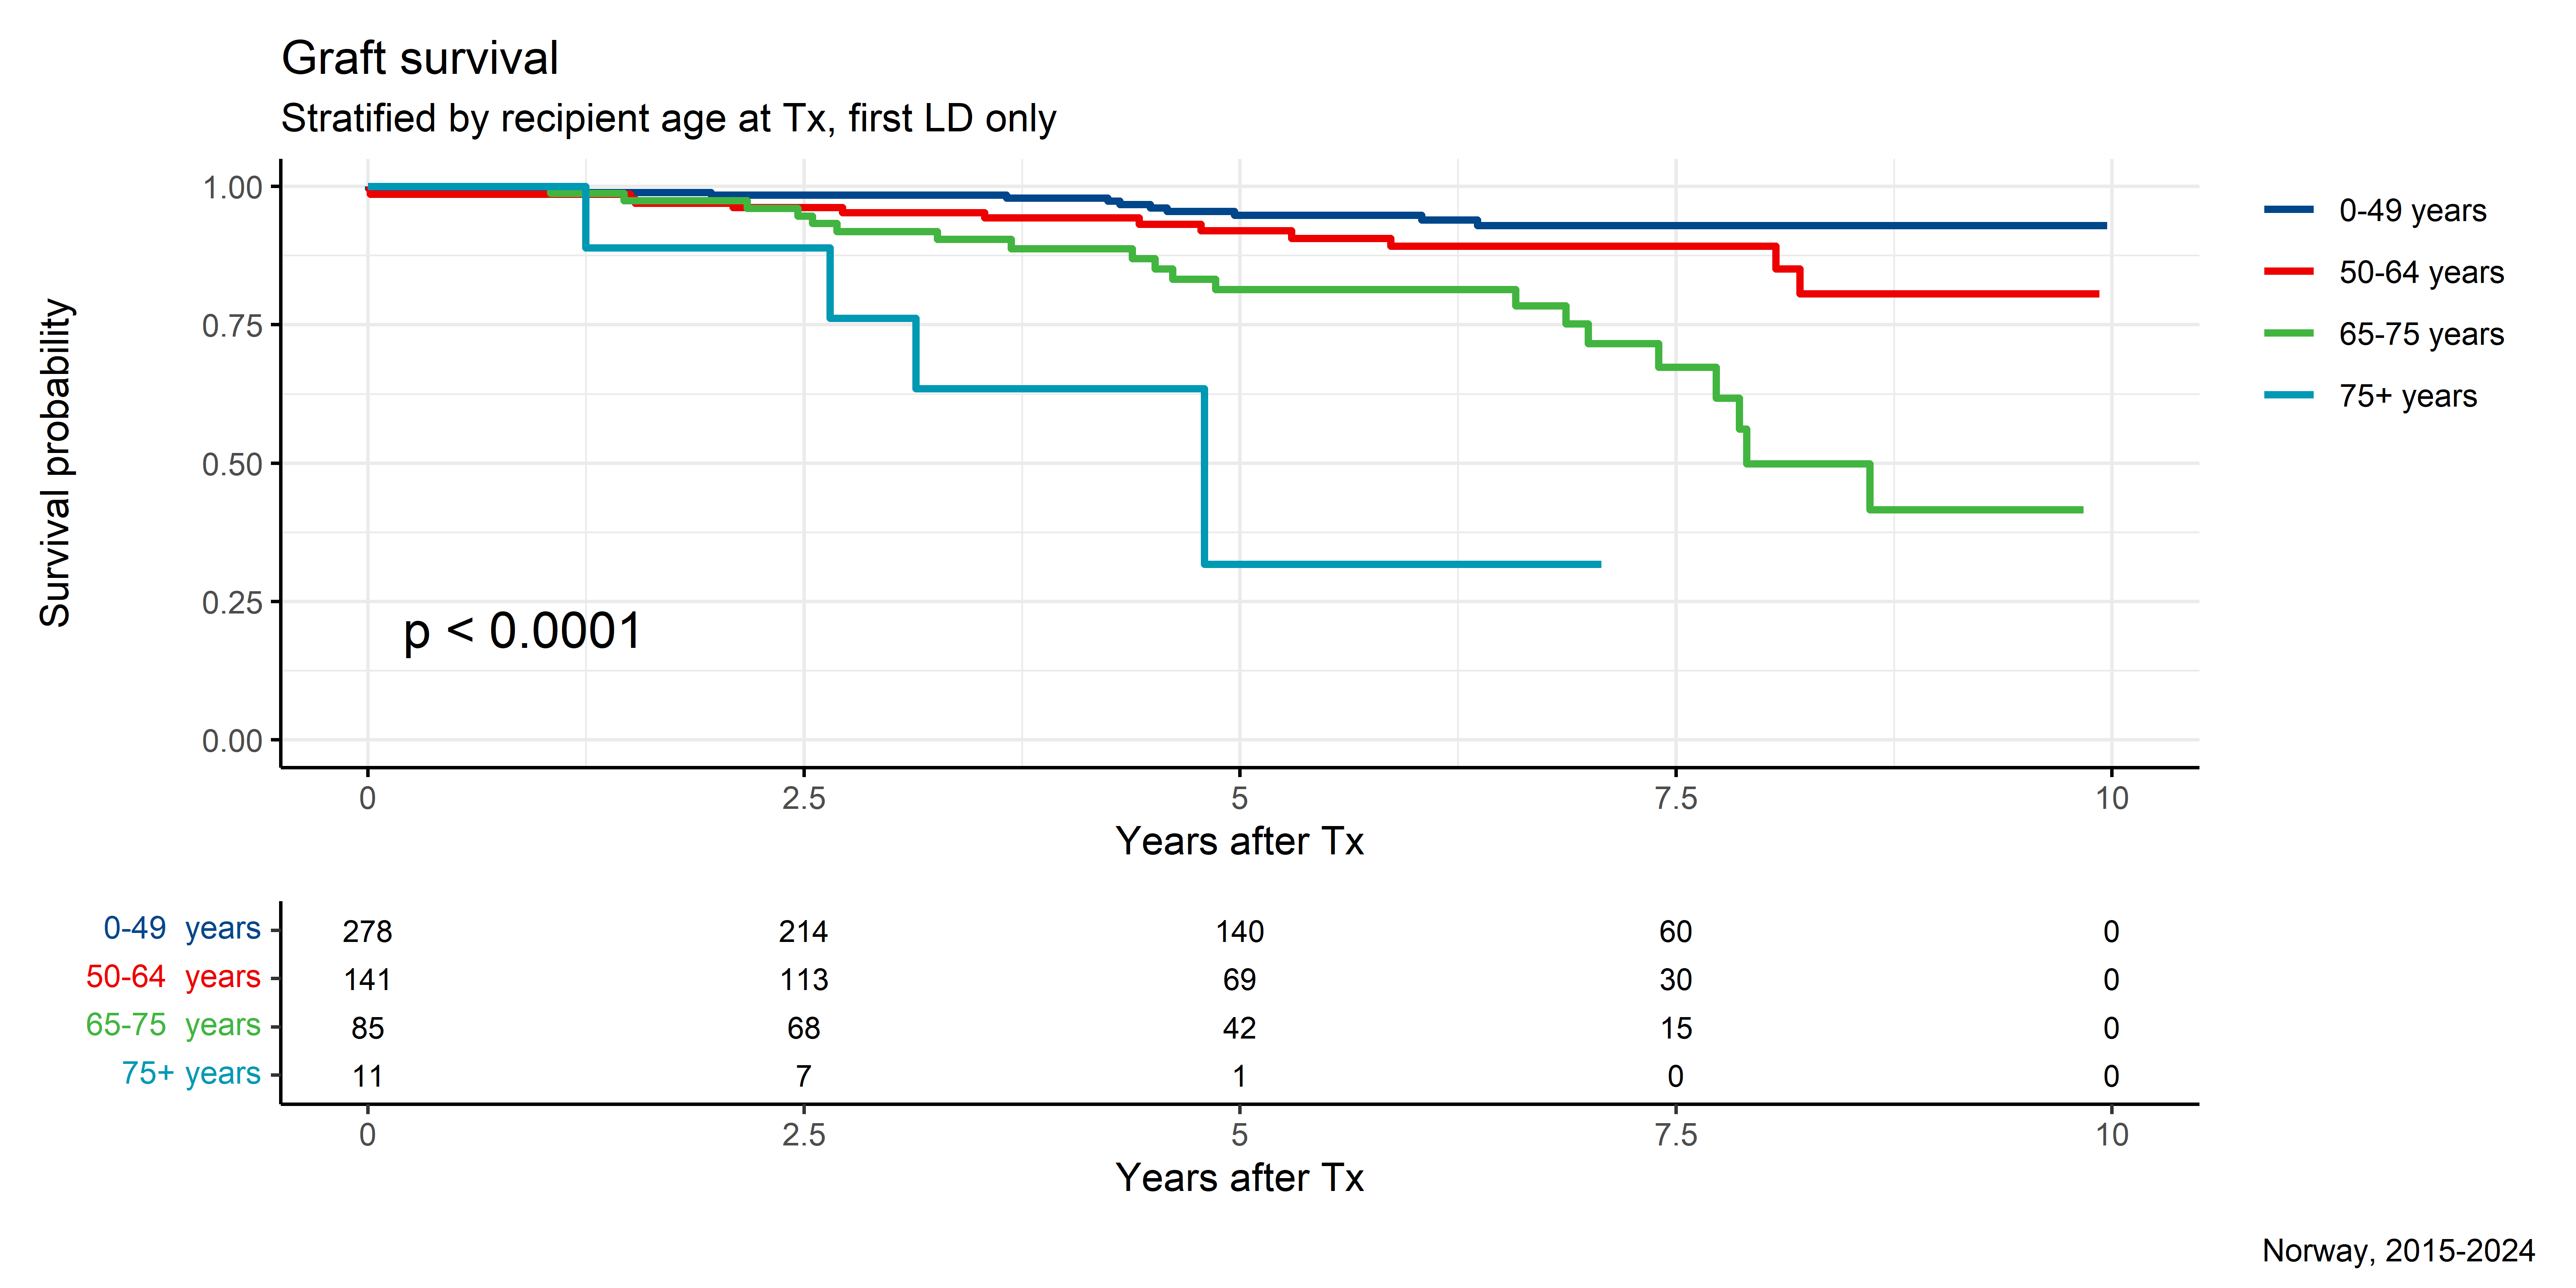 Graft survival
Stratified by recipient age at Tx, first LD only
Survival probability
1.00
0.75
0.50
0.25
0.00
p < 0.0001
0 2.5 5 7.5 10
Years after Tx
0-49 years
50-64 years
65-75 years
75+ years
0-49 years 278 214 140 60 0
50-64 years 141 113 69 30 0
65-75 years 85 68 42 15 0
75+ years 11 7 1 0 0
0 2.5 5 7.5 10
Years after Tx
Norway, 2015-2024